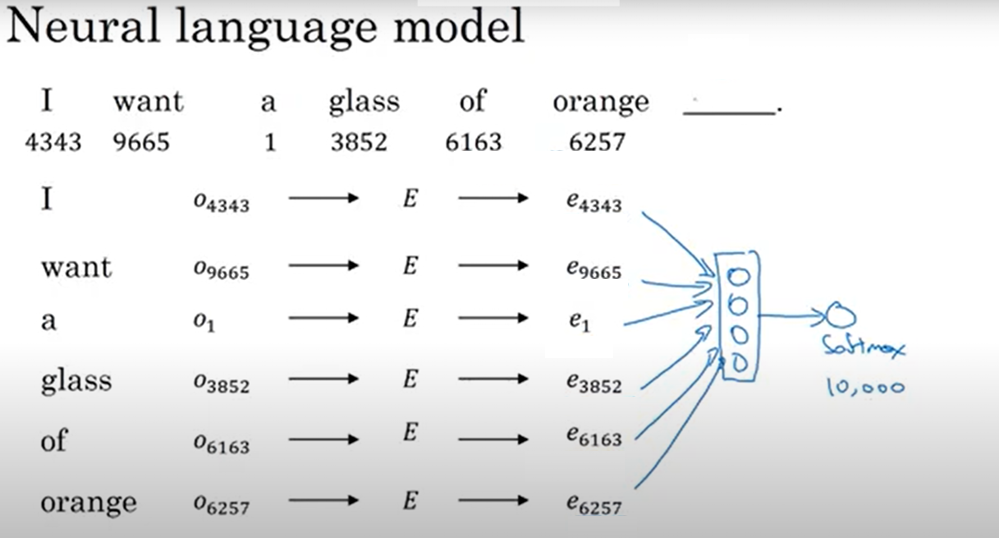 Neural language model
I want a glass of orange ______.
4343 9665 1 3852 6163 6257
I o4343 → E → e4343
want o9665 → E → e9665
a o1 → E → e1
glass o3852 → E → e3852
of o6163 → E → e6163
orange o6257 → E → e6257
Softmax
10,000